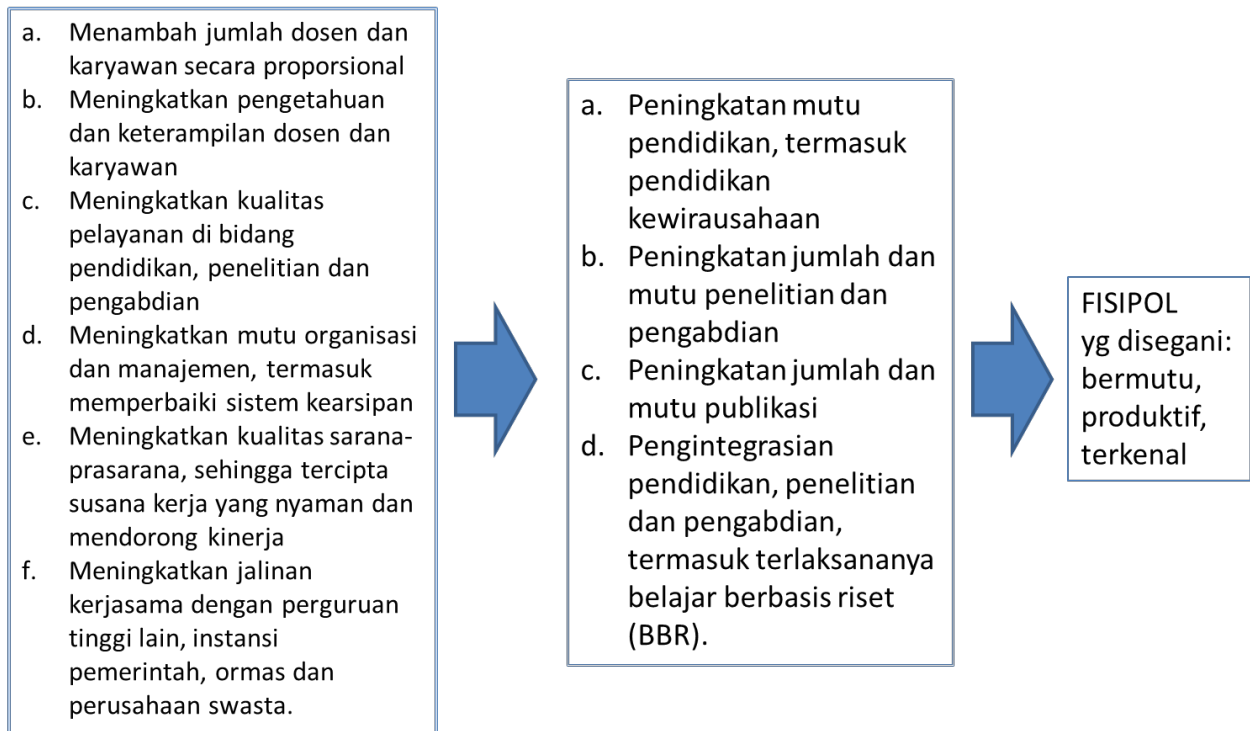 a. Menambah jumlah dosen dan
karyawan secara proporsional
b. Meningkatkan pengetahuan
dan keterampilan dosen dan
karyawan
c. Meningkatkan kualitas
pelayanan di bidang
pendidikan, penelitian dan
pengabdian
d. Meningkatkan mutu organisasi
dan manajemen, termasuk
memperbaiki sistem kearsipan
e. Meningkatkan kualitas sarana-
prasarana, sehingga tercipta
susana kerja yang nyaman dan
mendorong kinerja
f. Meningkatkan jalinan
kerjasama dengan perguruan
tinggi lain, instansi
pemerintah, ormas dan
perusahaan swasta.
a. Peningkatan mutu
pendidikan, termasuk
pendidikan
kewirausahaan
b. Peningkatan jumlah dan
mutu penelitian dan
pengabdian
c. Peningkatan jumlah dan
mutu publikasi
d. Pengintegrasian
pendidikan, penelitian
dan pengabdian,
termasuk terlaksananya
belajar berbasis riset
(BBR).
FISIPOL
yg disegani:
bermutu,
produktif,
terkenal